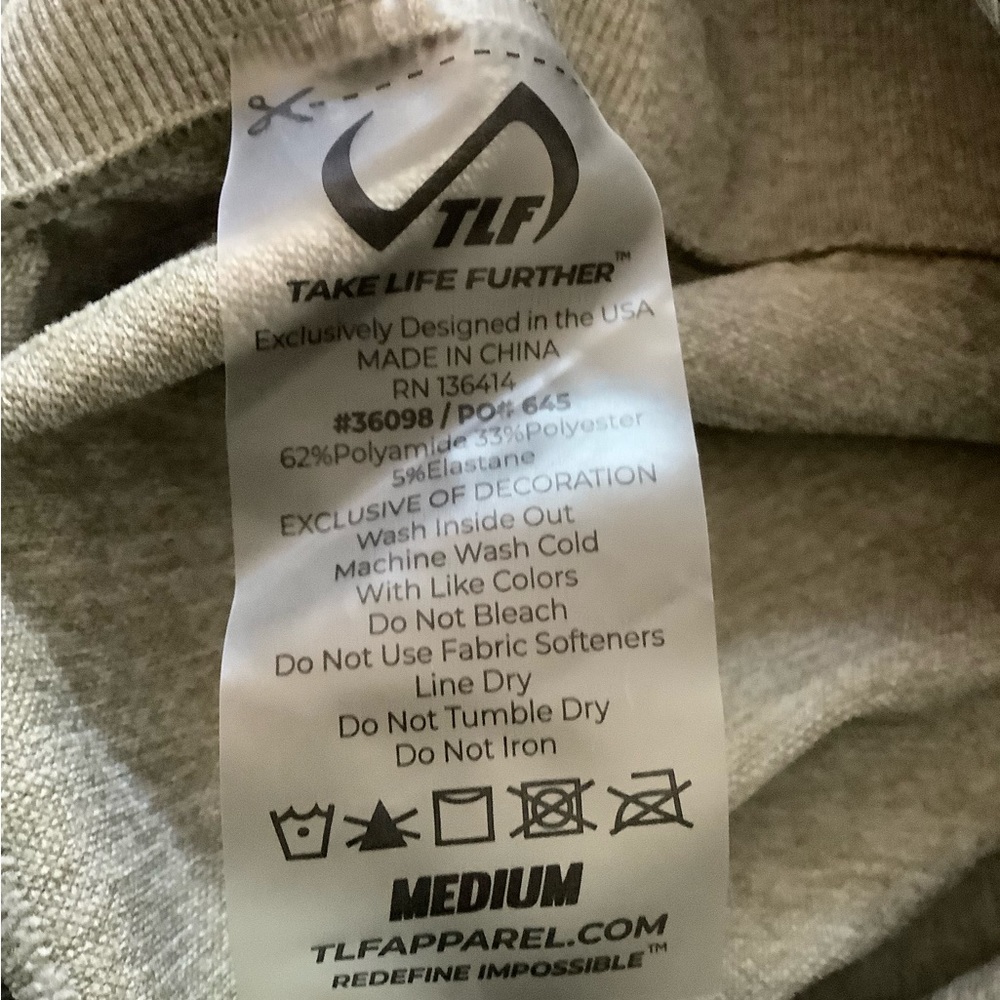 TLF
TAKE LIFE FURTHER™
Exclusively Designed in the USA
MADE IN CHINA
RN 136414
#36098 / PO# 645
62%Polyamide 33%Polyester
5%Elastane
EXCLUSIVE OF DECORATION
Wash Inside Out
Machine Wash Cold
With Like Colors
Do Not Bleach
Do Not Use Fabric Softeners
Line Dry
Do Not Tumble Dry
Do Not Iron
MEDIUM
TLFAPPAREL.COM
REDEFINE IMPOSSIBLE™